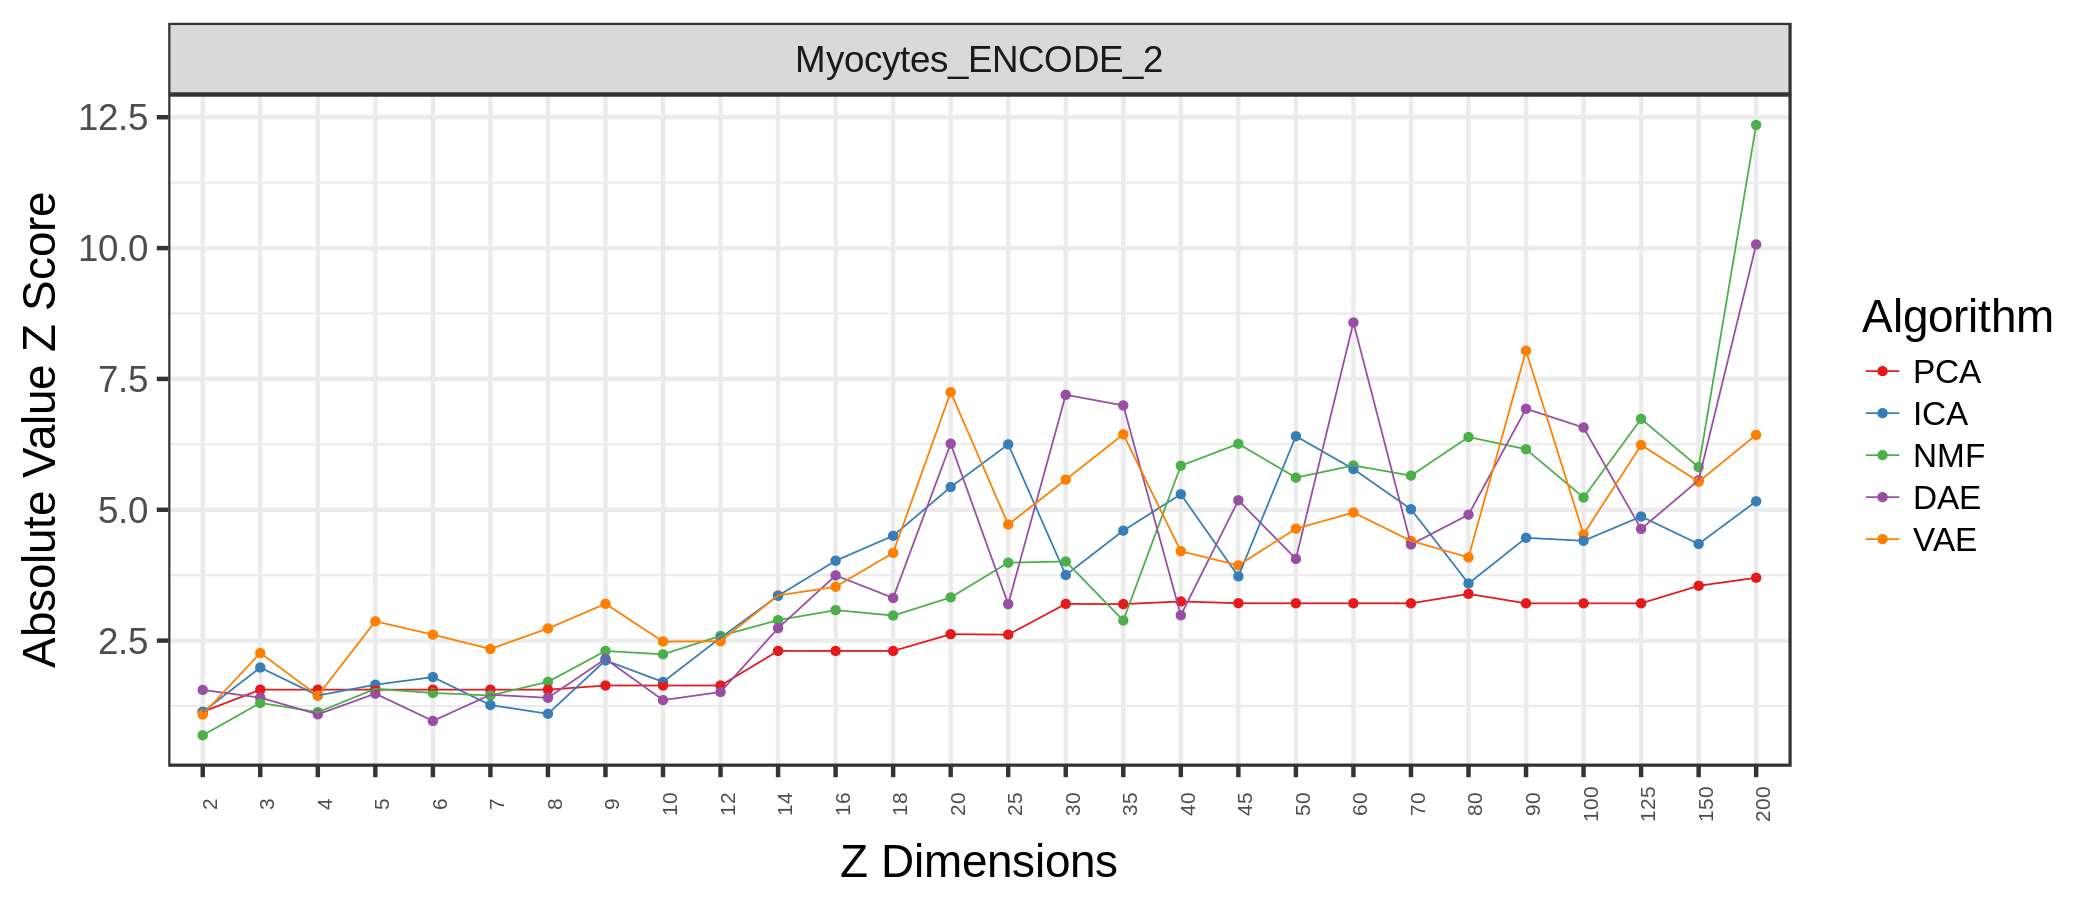 Myocytes_ENCODE_2
Absolute Value Z Score
12.5
10.0
7.5
5.0
2.5
2 3 4 5 6 7 8 9 10 12 14 16 18 20 25 30 35 40 45 50 60 70 80 90 100 125 150 200
Z Dimensions
Algorithm
PCA
ICA
NMF
DAE
VAE